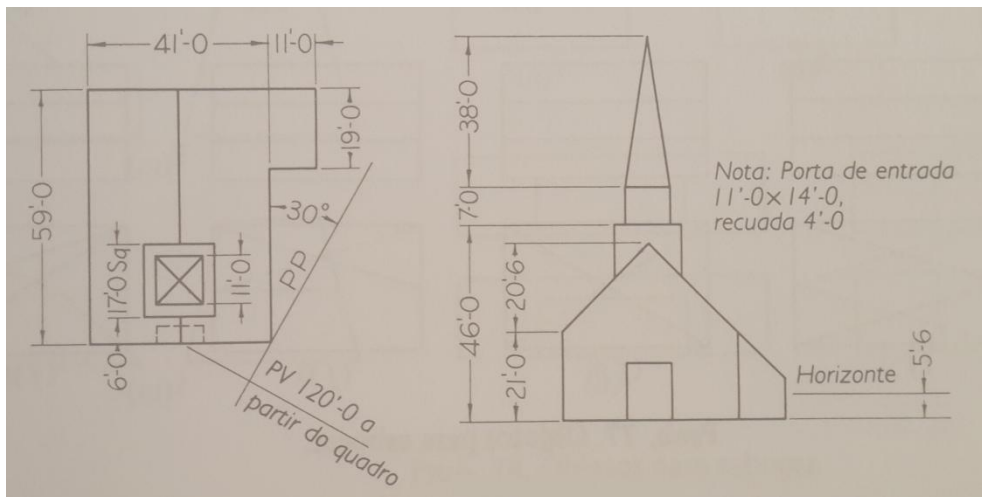 41'-0
11'-0
59'-0
19'-0
30°
PP
17'-0 Sq
11'-0
6'-0
PV 120'-0 a
partir do quadro
38'-0
7'-0
46'-0
20'-6
21'-0
Nota: Porta de entrada
11'-0 x 14'-0,
recuada 4'-0
Horizonte
5'-6